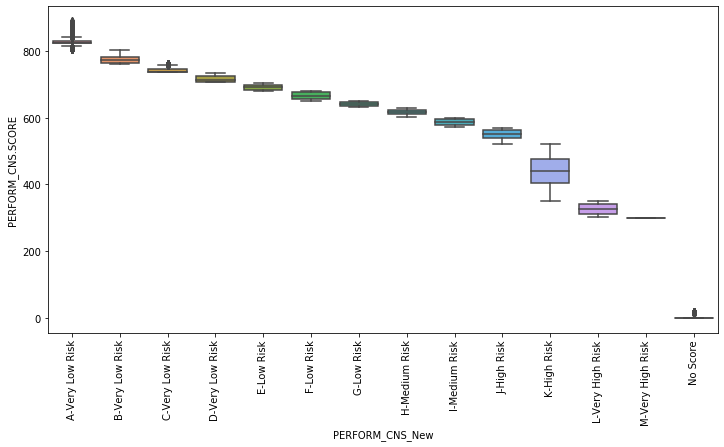 800
600
400
200
0
PERFORM_CNS.SCORE
A-Very Low Risk
B-Very Low Risk
C-Very Low Risk
D-Very Low Risk
E-Low Risk
F-Low Risk
G-Low Risk
H-Medium Risk
I-Medium Risk
J-High Risk
K-High Risk
L-Very High Risk
M-Very High Risk
No Score
PERFORM_CNS_New